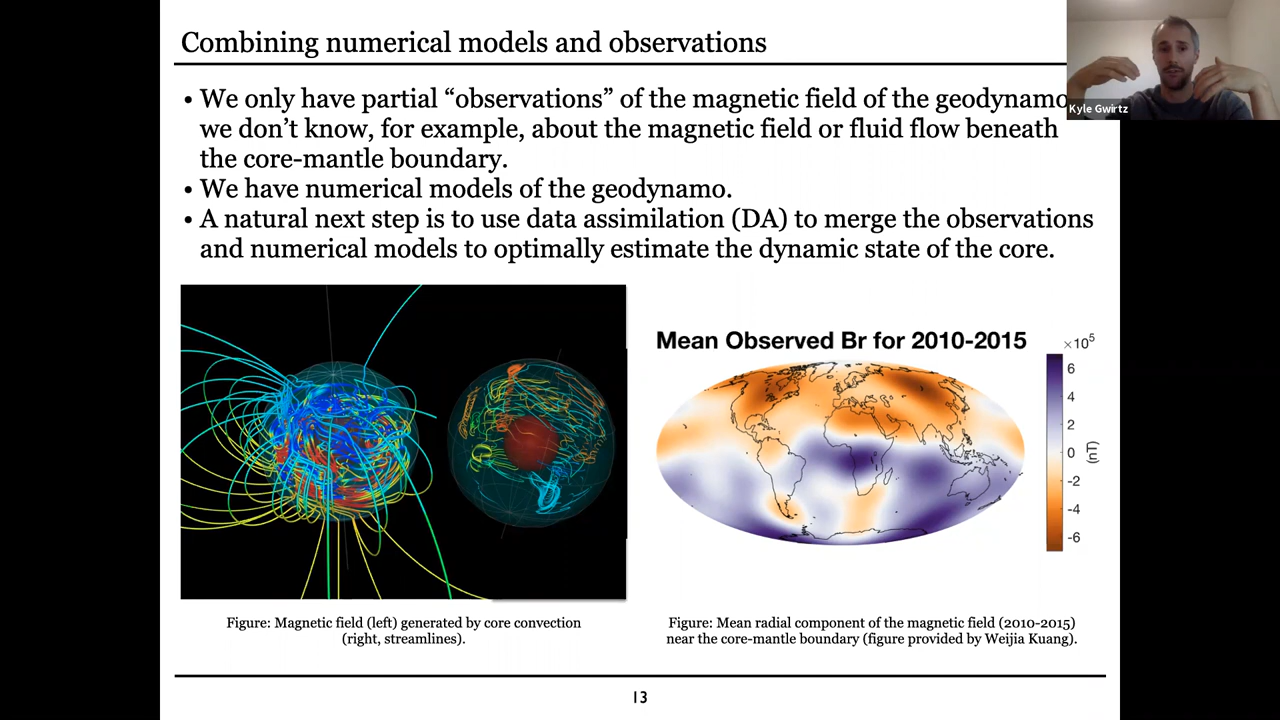 Combining numerical models and observations
• We only have partial “observations” of the magnetic field of the geodynamo
we don’t know, for example, about the magnetic field or fluid flow beneath
the core-mantle boundary.
• We have numerical models of the geodynamo.
• A natural next step is to use data assimilation (DA) to merge the observations
and numerical models to optimally estimate the dynamic state of the core.
Kyle Gwirtz
Mean Observed Br for 2010-2015
×10⁵
6
4
2
0
-2
-4
-6
(nT)
Figure: Magnetic field (left) generated by core convection
(right, streamlines).
Figure: Mean radial component of the magnetic field (2010-2015)
near the core-mantle boundary (figure provided by Weijia Kuang).
13